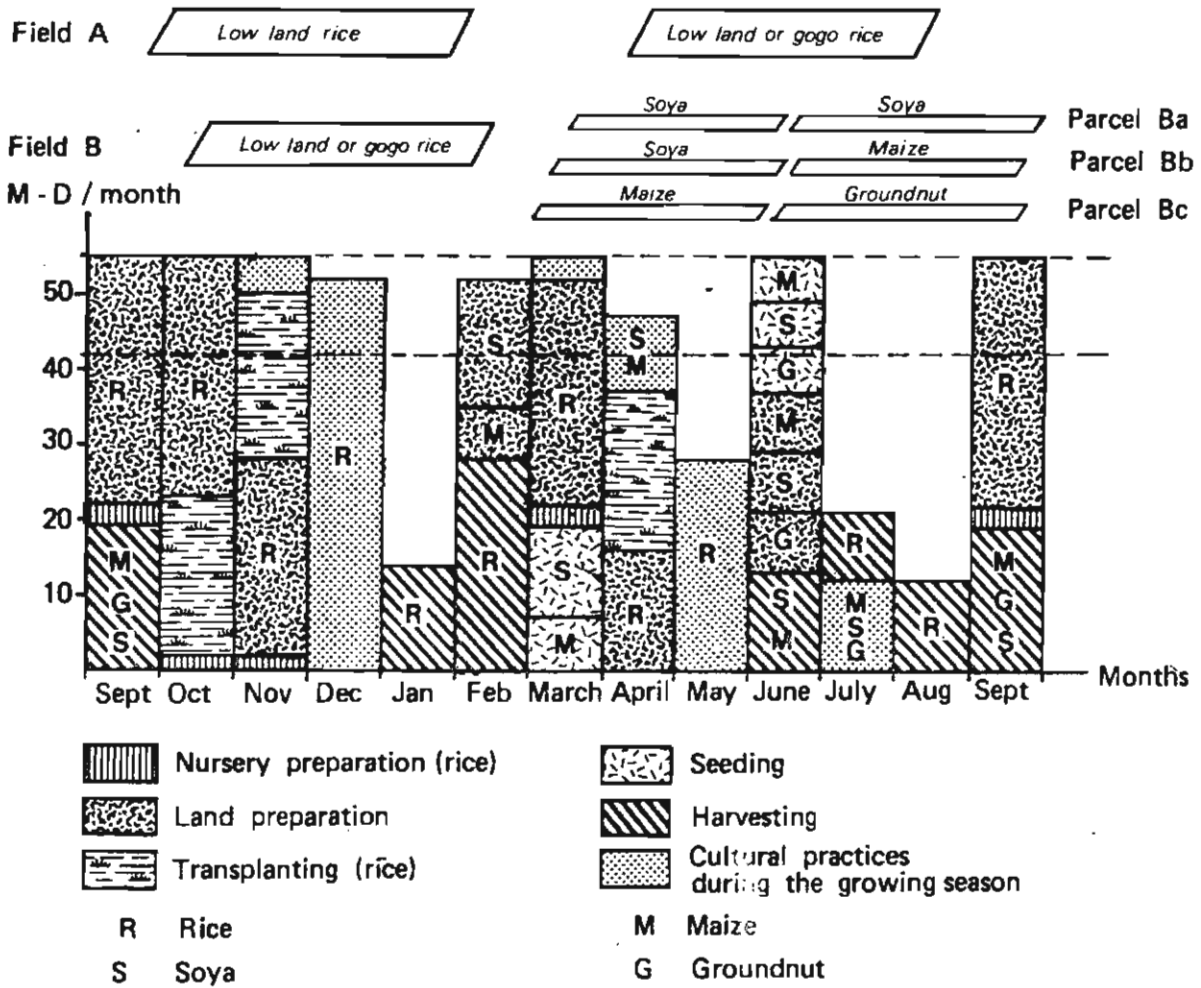 Field A
Low land rice
Low land or gogo rice
Soya
Soya
Parcel Ba
Field B
Low land or gogo rice
Soya
Maize
Parcel Bb
M - D / month
Maize
Groundnut
Parcel Bc
50
40
30
20
10
R
M
G
S
R
R
R
R
S
M
R
R
S
M
S
M
R
R
M
S
G
M
S
G
S
M
R
M
S
G
R
R
M
G
S
Sept Oct Nov Dec Jan Feb March April May June July Aug Sept
Months
Nursery preparation (rice)
Land preparation
Transplanting (rice)
R Rice
S Soya
Seeding
Harvesting
Cultural practices
during the growing season
M Maize
G Groundnut